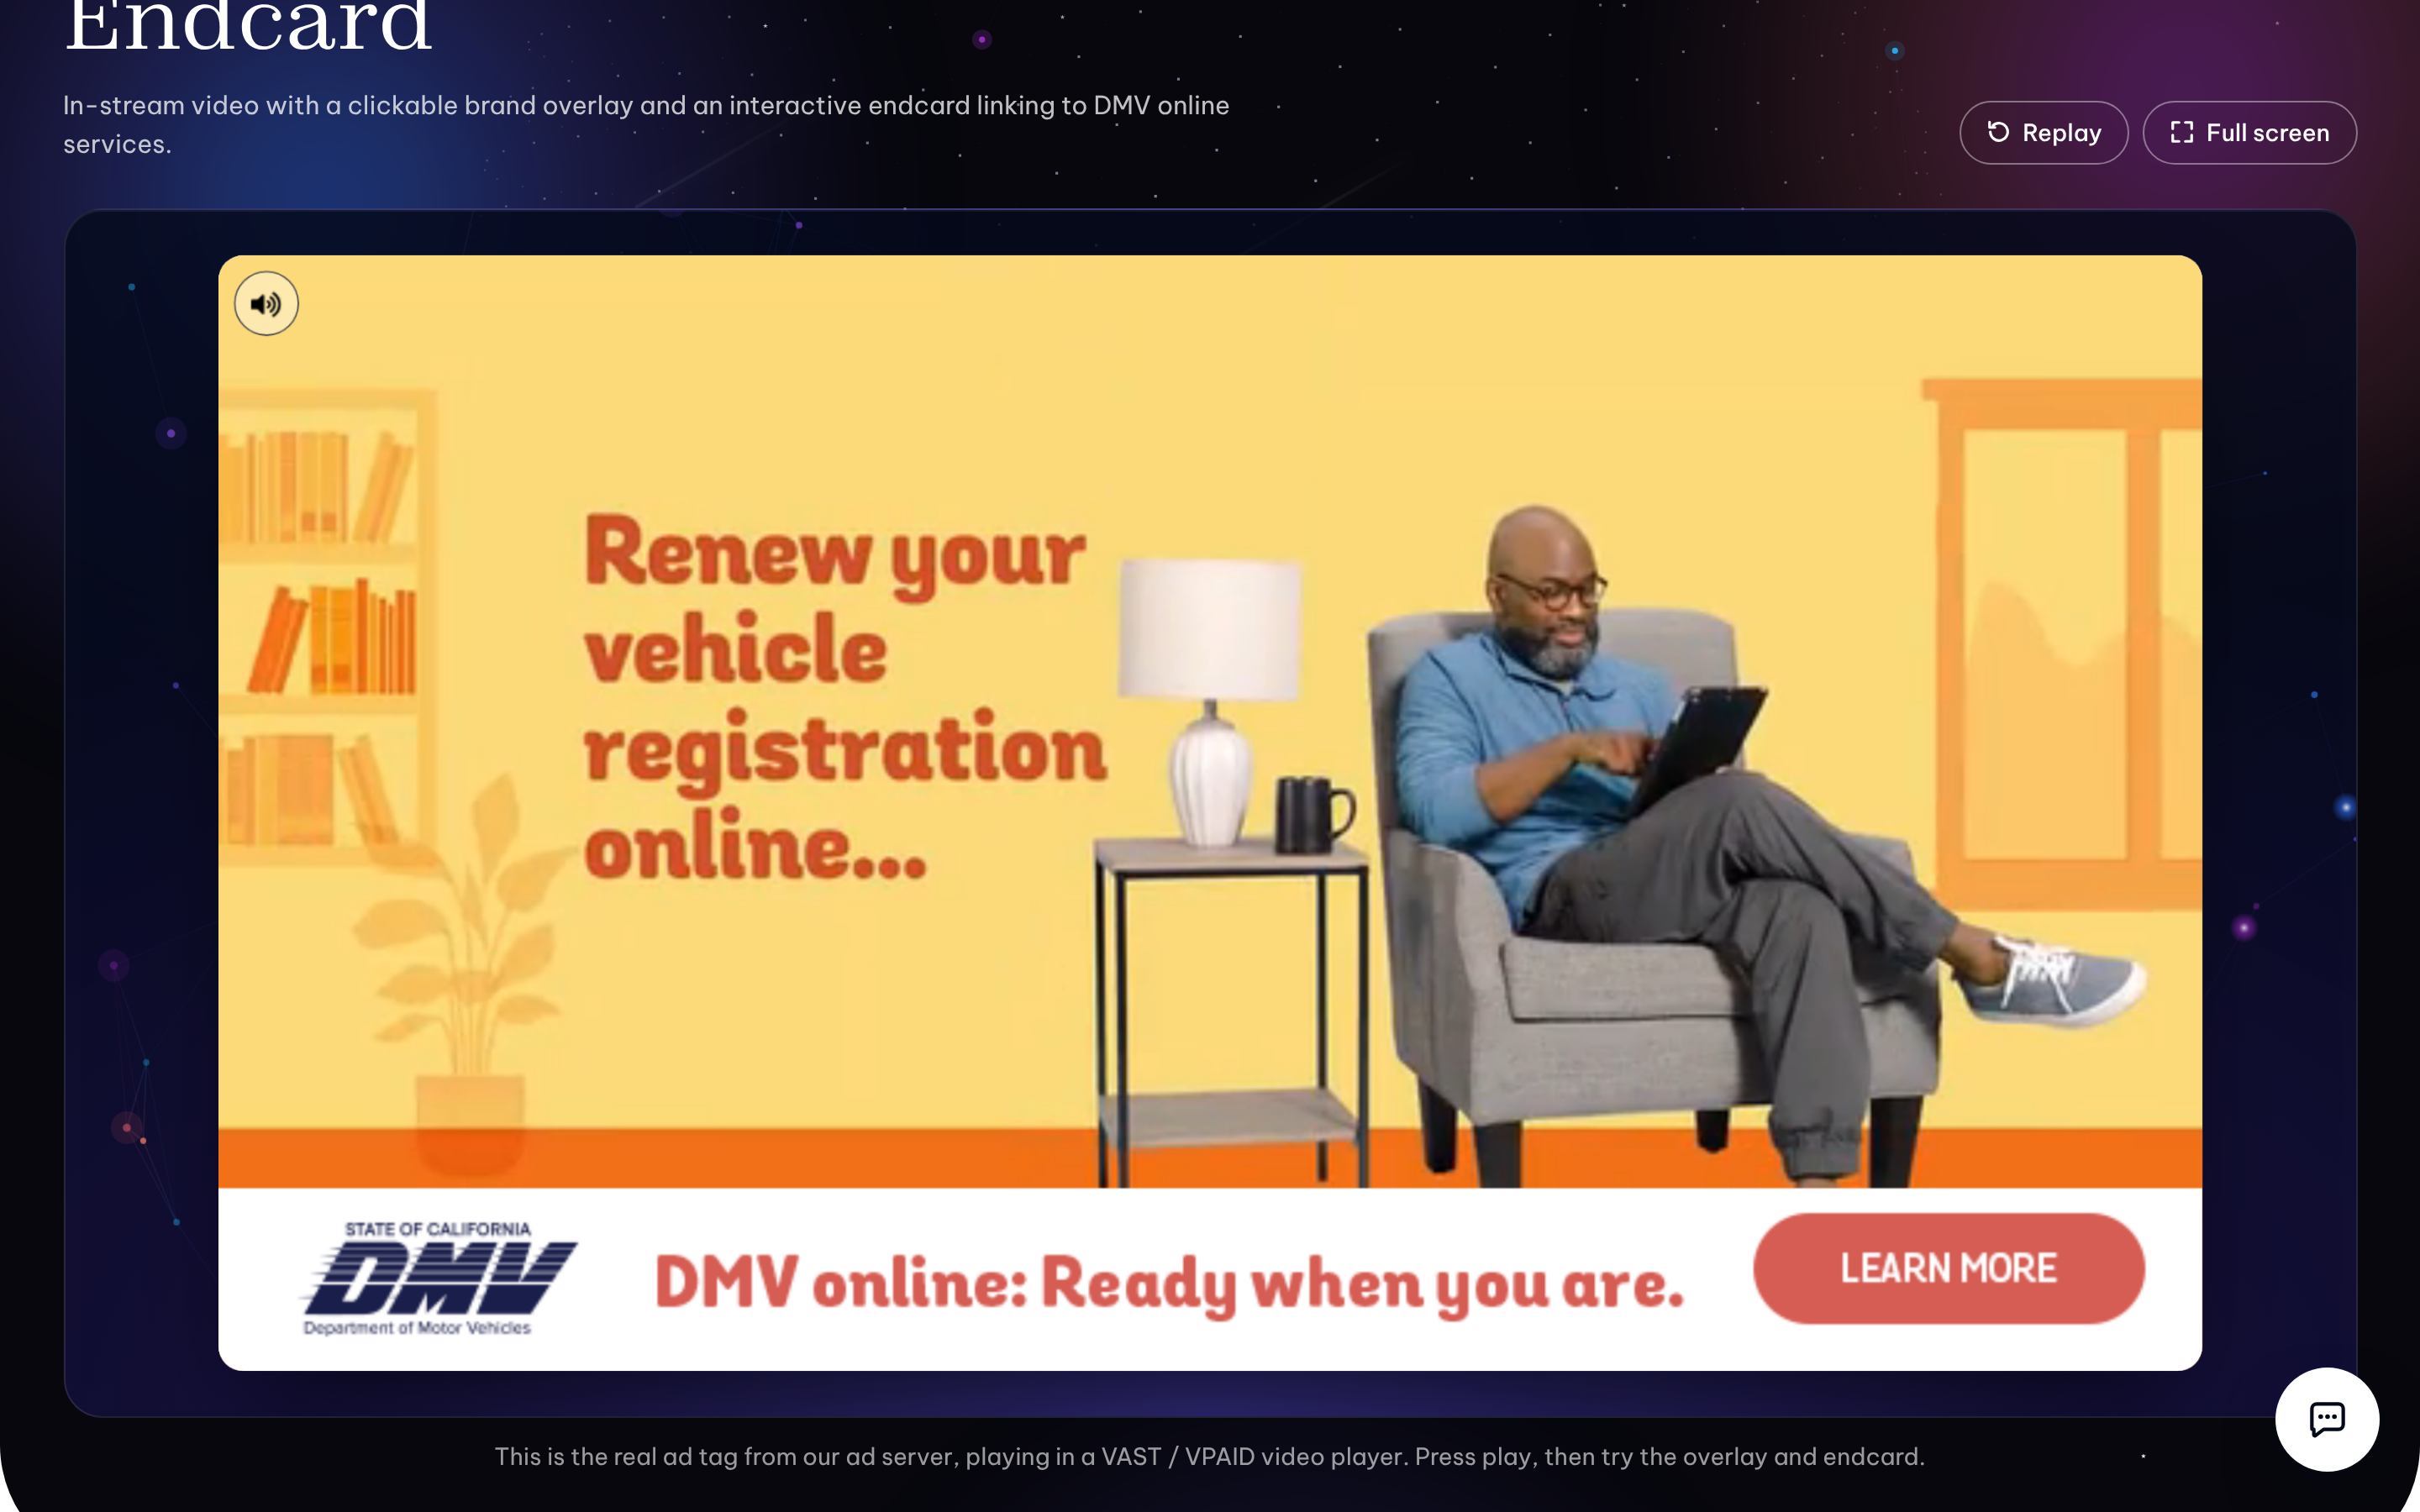 Endcard
In-stream video with a clickable brand overlay and an interactive endcard linking to DMV online
services.
Replay
Full screen
Renew your
vehicle
registration
online...
STATE OF CALIFORNIA
DMV
Department of Motor Vehicles
DMV online: Ready when you are.
LEARN MORE
This is the real ad tag from our ad server, playing in a VAST / VPAID video player. Press play, then try the overlay and endcard.